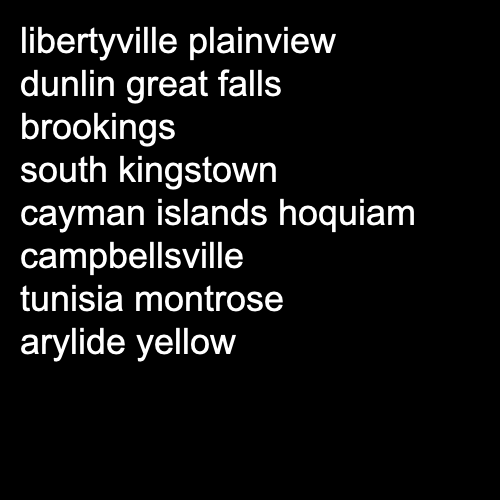 libertyville plainview
dunlin great falls
brookings
south kingstown
cayman islands hoquiam
campbellsville
tunisia montrose
arylide yellow